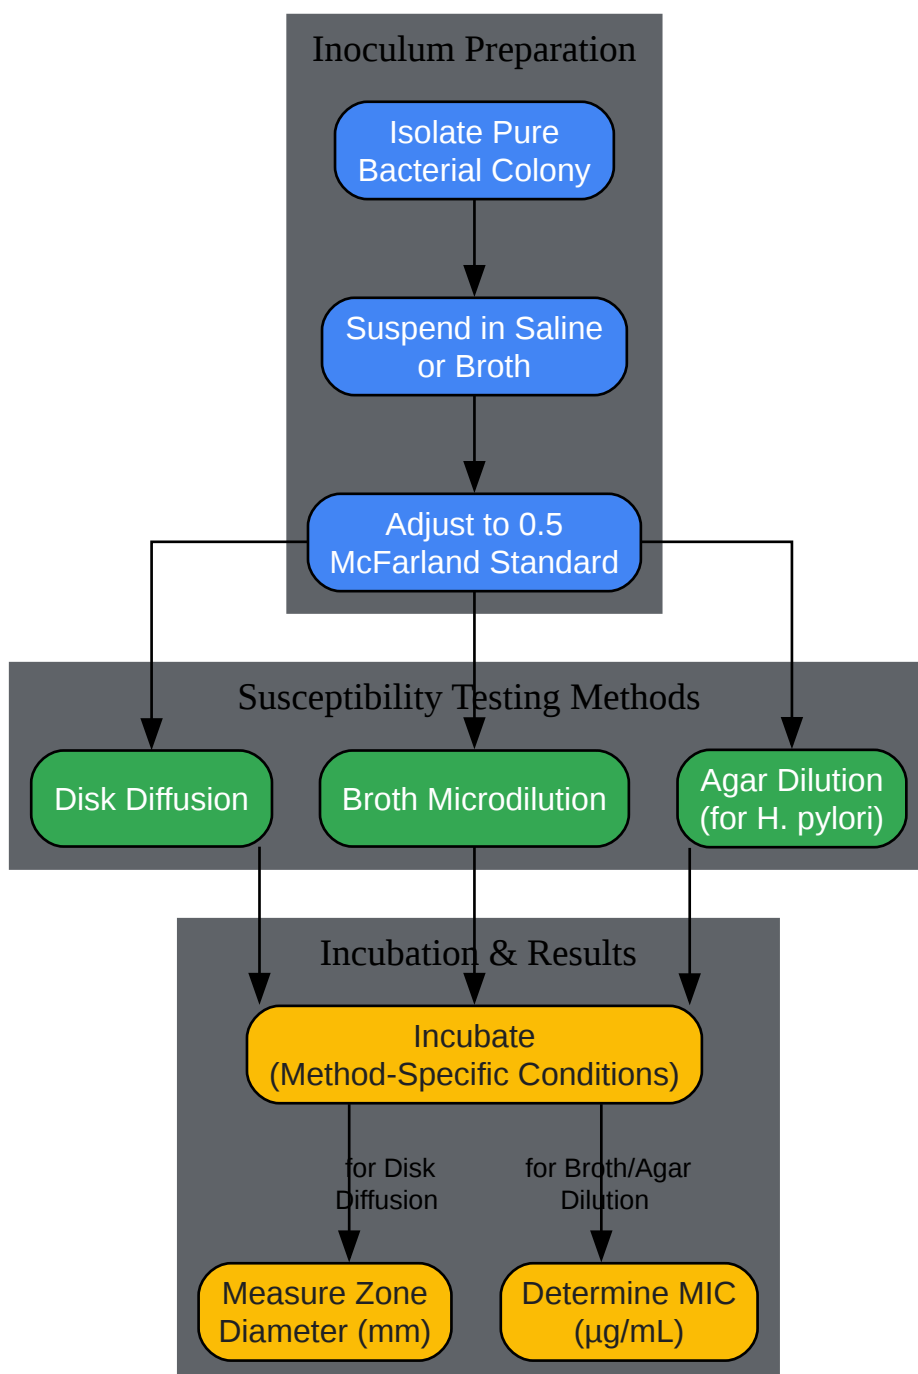 Inoculum Preparation
Isolate Pure
Bacterial Colony
Suspend in Saline
or Broth
Adjust to 0.5
McFarland Standard
Susceptibility Testing Methods
Disk Diffusion
Broth Microdilution
Agar Dilution
(for H. pylori)
Incubation & Results
Incubate
(Method-Specific Conditions)
for Disk
Diffusion
for Broth/Agar
Dilution
Measure Zone
Diameter (mm)
Determine MIC
(µg/mL)